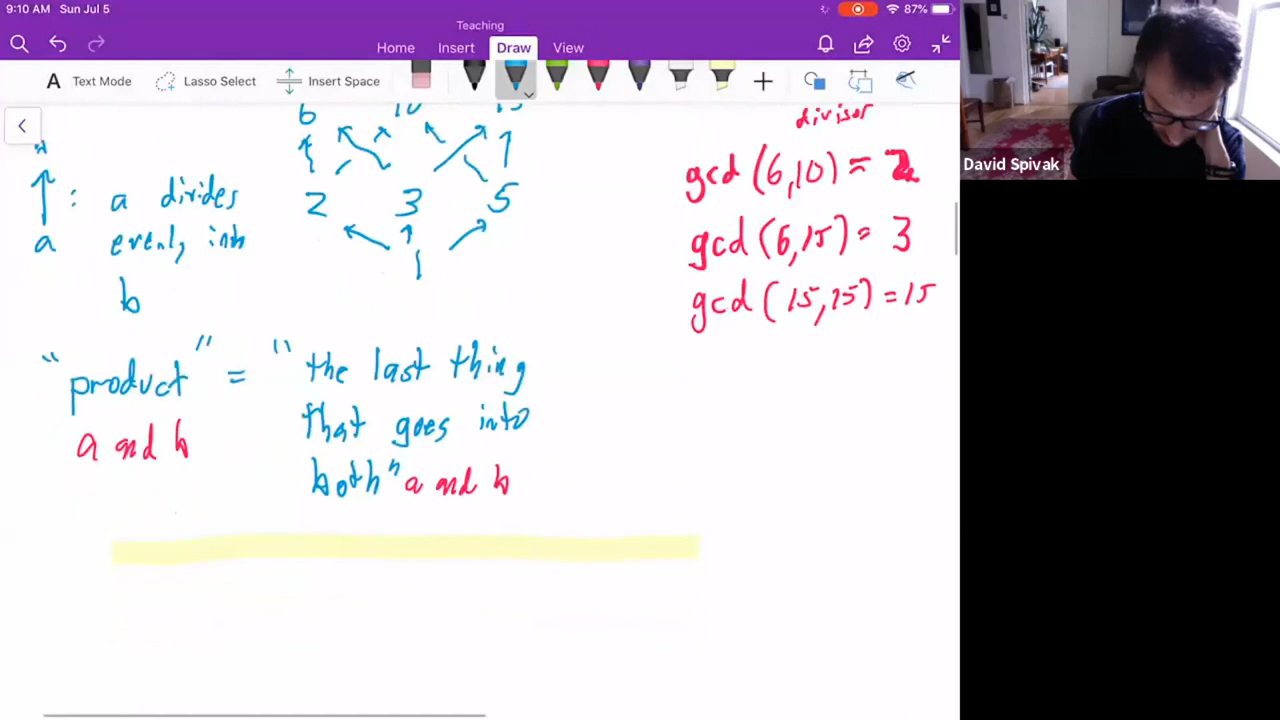 9:10 AM Sun Jul 5
87%
Teaching
Home Insert Draw View
Text Mode
Lasso Select
Insert Space
David Spivak
6 10 15
2 3 5
1
: a divides
a evenly into
b
divisor
gcd (6,10) = 2
gcd (6,15) = 3
gcd (15,15) = 15
"product" = "the last thing
that goes into
both" a and b
a and b